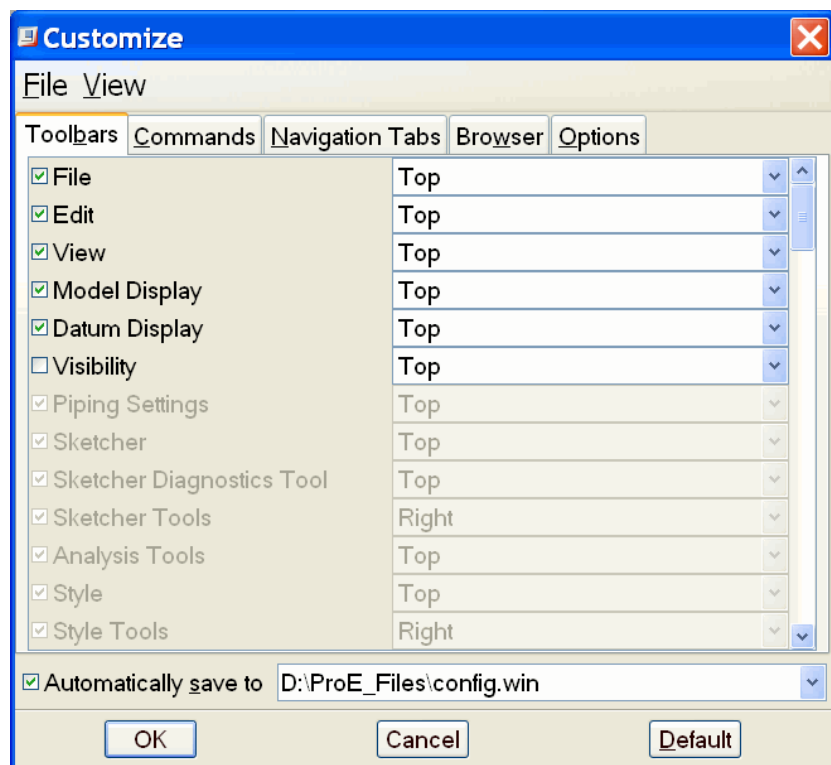 Customize
File View
Toolbars Commands Navigation Tabs Browser Options
File Top
Edit Top
View Top
Model Display Top
Datum Display Top
Visibility Top
Piping Settings Top
Sketcher Top
Sketcher Diagnostics Tool Top
Sketcher Tools Right
Analysis Tools Top
Style Top
Style Tools Right
Automatically save to D:\ProE_Files\config.win
OK Cancel Default